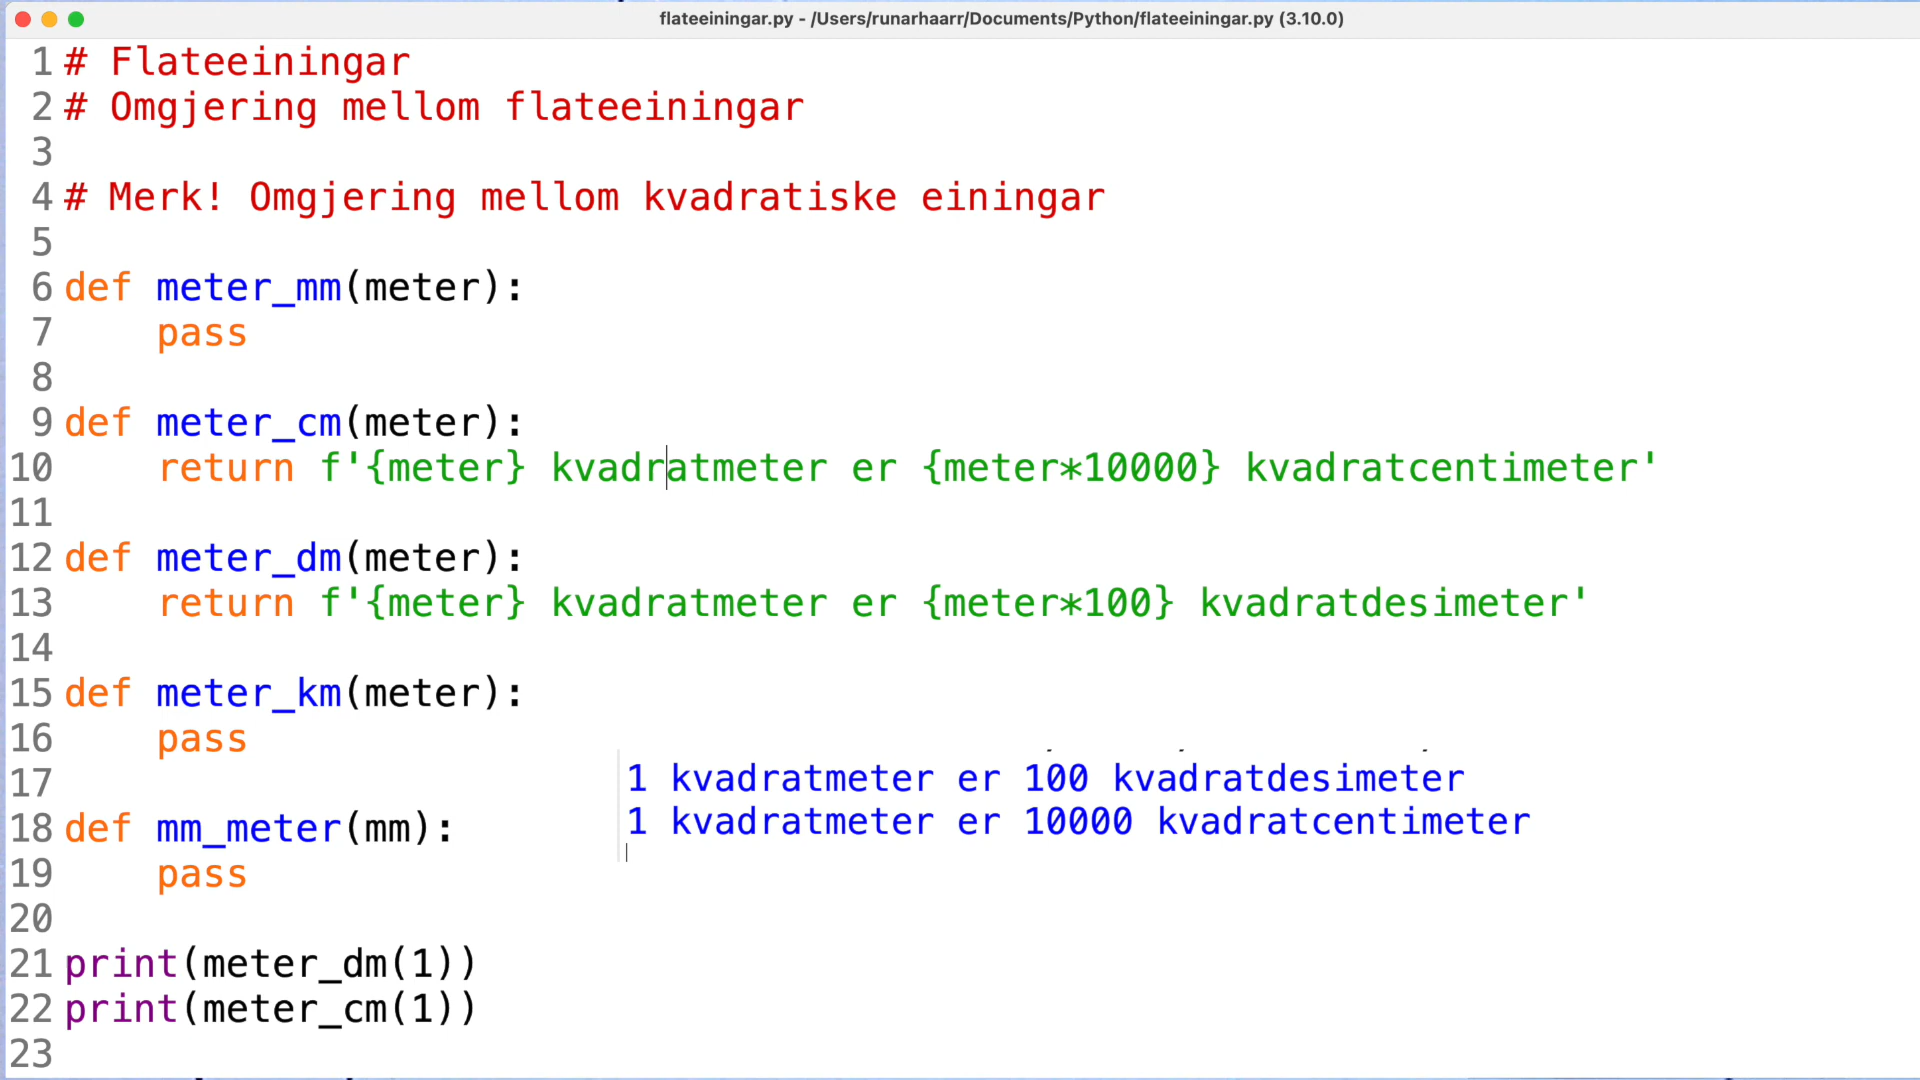 flateeiningar.py - /Users/runarhaarr/Documents/Python/flateeiningar.py (3.10.0)
1 # Flateeiningar
2 # Omgjering mellom flateeiningar
3
4 # Merk! Omgjering mellom kvadratiske einingar
5
6 def meter_mm(meter):
7     pass
8
9 def meter_cm(meter):
10     return f'{meter} kvadratmeter er {meter*10000} kvadratcentimeter'
11
12 def meter_dm(meter):
13     return f'{meter} kvadratmeter er {meter*100} kvadratdesimeter'
14
15 def meter_km(meter):
16     pass
17
18 def mm_meter(mm):
19     pass
20
21 print(meter_dm(1))
22 print(meter_cm(1))
23
1 kvadratmeter er 100 kvadratdesimeter
1 kvadratmeter er 10000 kvadratcentimeter